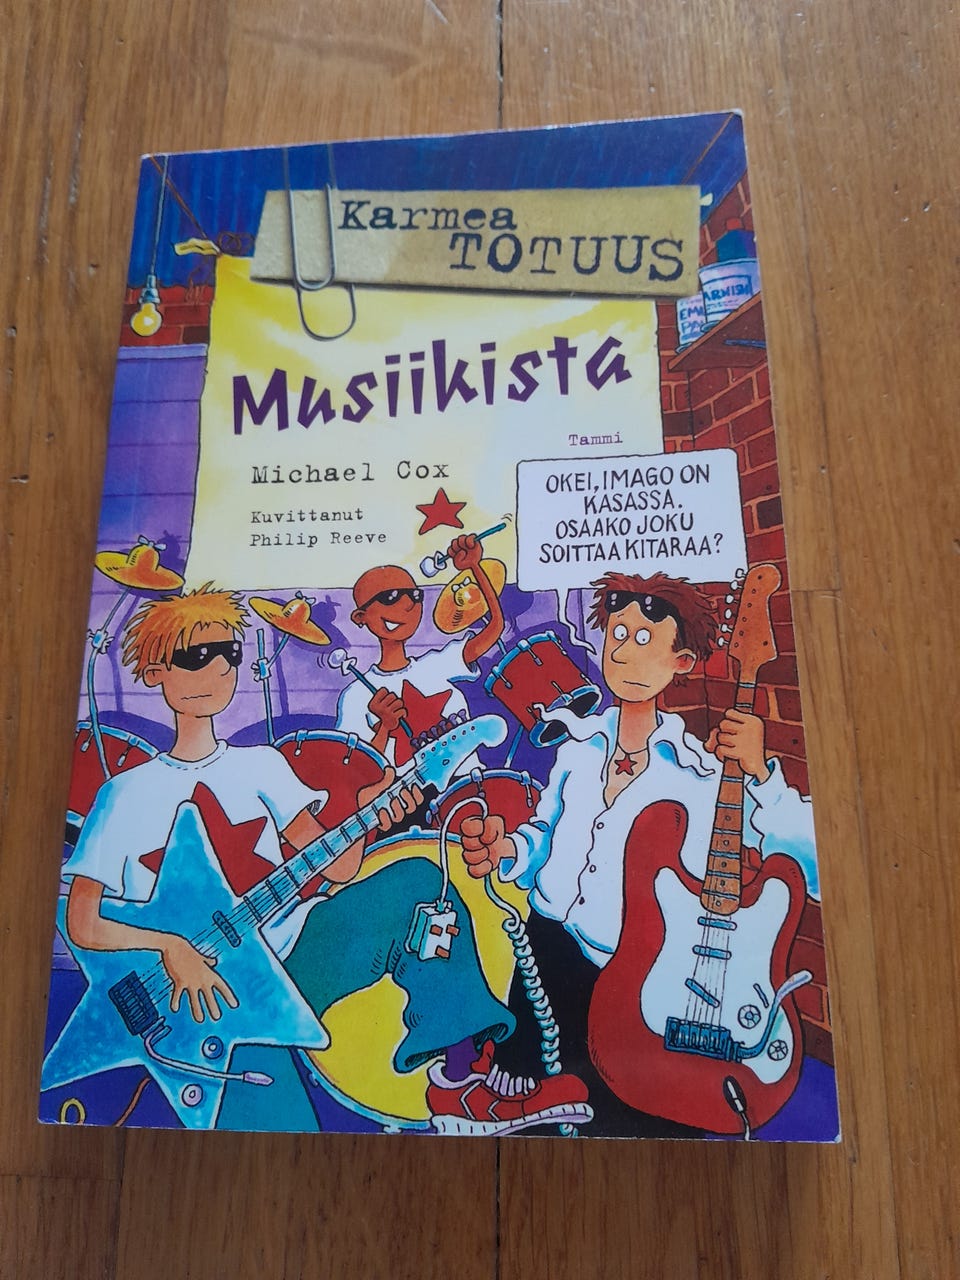 Karmea
TOTUUS
Musiikista
Tammi
Michael Cox
Kuvittanut
Philip Reeve
OKEI, IMAGO ON
KASASSA.
OSAAKO JOKU
SOITTAA KITARAA?